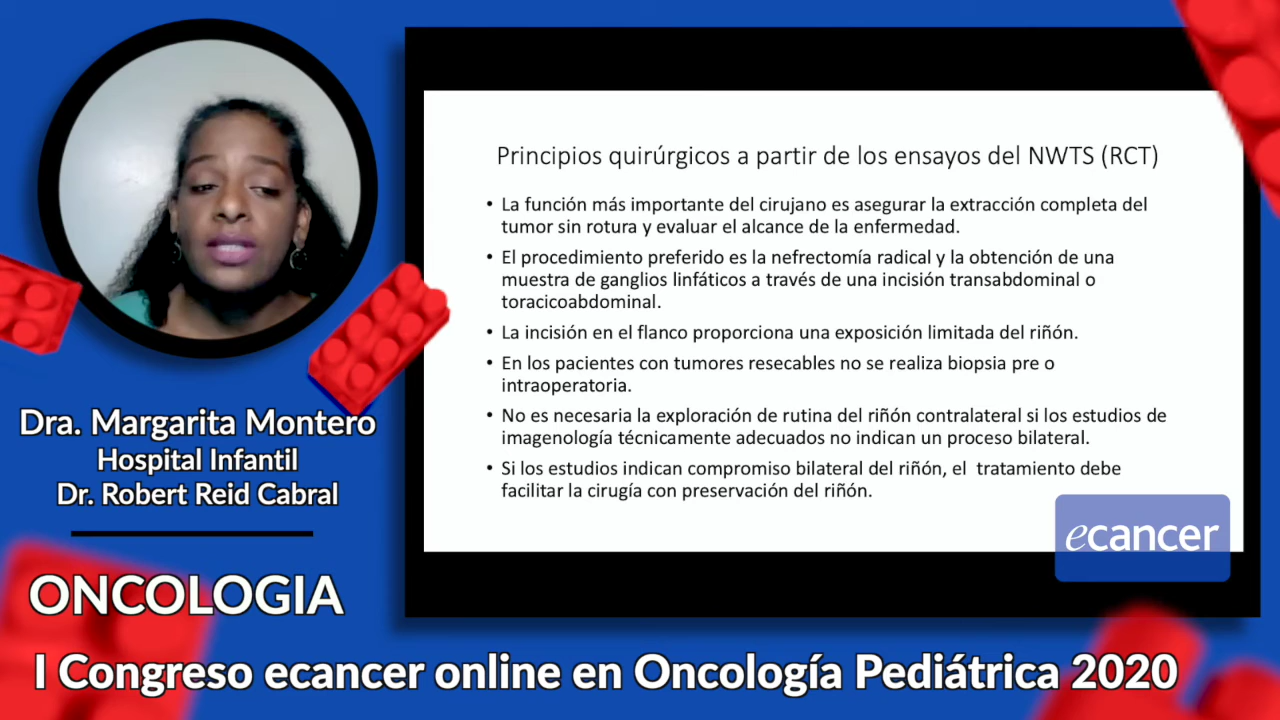 Principios quirúrgicos a partir de los ensayos del NWTS (RCT)
• La función más importante del cirujano es asegurar la extracción completa del
tumor sin rotura y evaluar el alcance de la enfermedad.
• El procedimiento preferido es la nefrectomía radical y la obtención de una
muestra de ganglios linfáticos a través de una incisión transabdominal o
toracicoabdominal.
• La incisión en el flanco proporciona una exposición limitada del riñón.
• En los pacientes con tumores resecables no se realiza biopsia pre o
intraoperatoria.
• No es necesaria la exploración de rutina del riñón contralateral si los estudios de
imagenología técnicamente adecuados no indican un proceso bilateral.
• Si los estudios indican compromiso bilateral del riñón, el tratamiento debe
facilitar la cirugía con preservación del riñón.
ecancer
Dra. Margarita Montero
Hospital Infantil
Dr. Robert Reid Cabral
ONCOLOGIA
I Congreso ecancer online en Oncología Pediátrica 2020